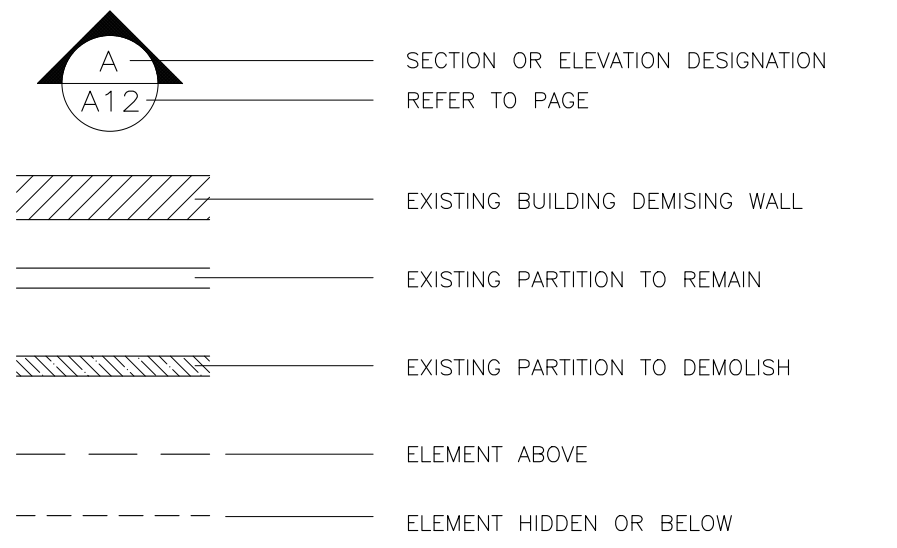 A
SECTION OR ELEVATION DESIGNATION
A12
REFER TO PAGE
EXISTING BUILDING DEMISING WALL
EXISTING PARTITION TO REMAIN
EXISTING PARTITION TO DEMOLISH
ELEMENT ABOVE
ELEMENT HIDDEN OR BELOW